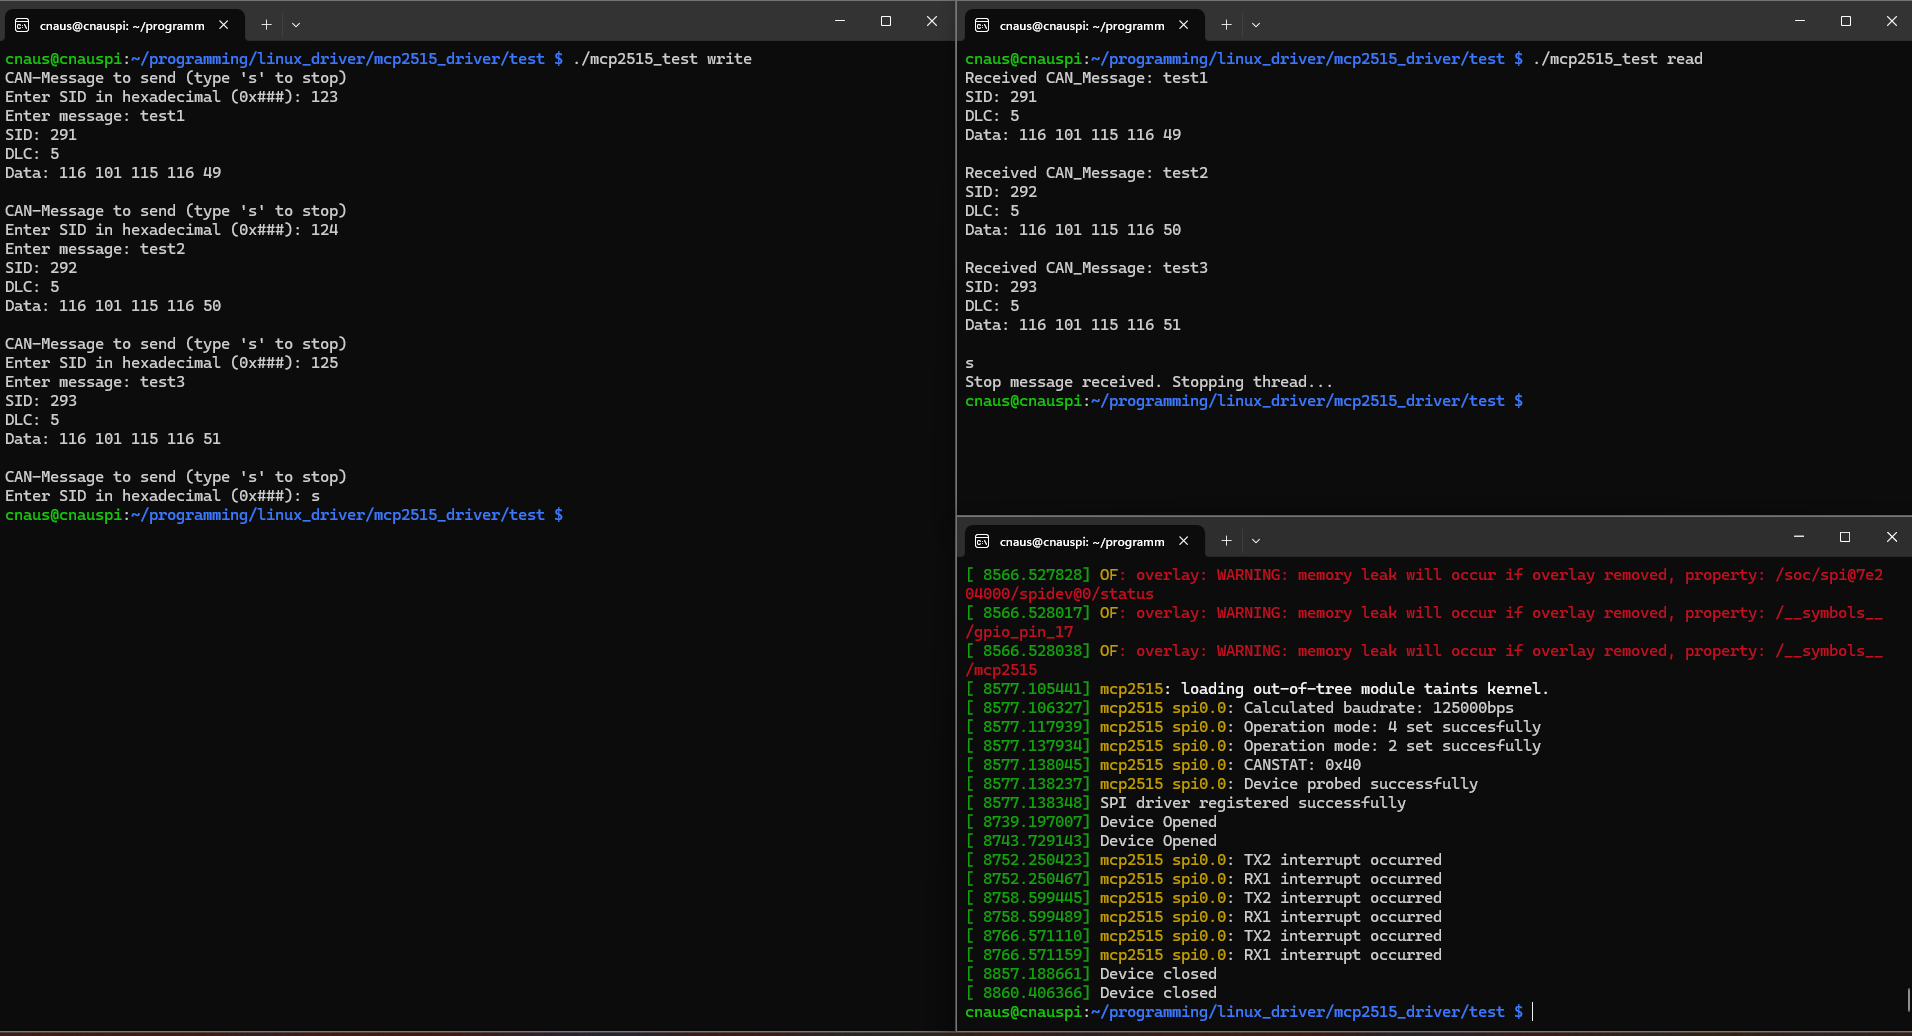 cnaus@cnauspi: ~/programm
cnaus@cnauspi:~/programming/linux_driver/mcp2515_driver/test $ ./mcp2515_test write
CAN-Message to send (type 's' to stop)
Enter SID in hexadecimal (0x###): 123
Enter message: test1
SID: 291
DLC: 5
Data: 116 101 115 116 49
CAN-Message to send (type 's' to stop)
Enter SID in hexadecimal (0x###): 124
Enter message: test2
SID: 292
DLC: 5
Data: 116 101 115 116 50
CAN-Message to send (type 's' to stop)
Enter SID in hexadecimal (0x###): 125
Enter message: test3
SID: 293
DLC: 5
Data: 116 101 115 116 51
CAN-Message to send (type 's' to stop)
Enter SID in hexadecimal (0x###): s
cnaus@cnauspi:~/programming/linux_driver/mcp2515_driver/test $
cnaus@cnauspi: ~/programm
cnaus@cnauspi:~/programming/linux_driver/mcp2515_driver/test $ ./mcp2515_test read
Received CAN_Message: test1
SID: 291
DLC: 5
Data: 116 101 115 116 49
Received CAN_Message: test2
SID: 292
DLC: 5
Data: 116 101 115 116 50
Received CAN_Message: test3
SID: 293
DLC: 5
Data: 116 101 115 116 51
s
Stop message received. Stopping thread...
cnaus@cnauspi:~/programming/linux_driver/mcp2515_driver/test $
cnaus@cnauspi: ~/programm
[ 8566.527828] OF: overlay: WARNING: memory leak will occur if overlay removed, property: /soc/spi@7e2
04000/spidev@0/status
[ 8566.528017] OF: overlay: WARNING: memory leak will occur if overlay removed, property: /__symbols__
/gpio_pin_17
[ 8566.528038] OF: overlay: WARNING: memory leak will occur if overlay removed, property: /__symbols__
/mcp2515
[ 8577.105441] mcp2515: loading out-of-tree module taints kernel.
[ 8577.106327] mcp2515 spi0.0: Calculated baudrate: 125000bps
[ 8577.117939] mcp2515 spi0.0: Operation mode: 4 set succesfully
[ 8577.137934] mcp2515 spi0.0: Operation mode: 2 set succesfully
[ 8577.138045] mcp2515 spi0.0: CANSTAT: 0x40
[ 8577.138237] mcp2515 spi0.0: Device probed successfully
[ 8577.138348] SPI driver registered successfully
[ 8739.197007] Device Opened
[ 8743.729143] Device Opened
[ 8752.250423] mcp2515 spi0.0: TX2 interrupt occurred
[ 8752.250467] mcp2515 spi0.0: RX1 interrupt occurred
[ 8758.599445] mcp2515 spi0.0: TX2 interrupt occurred
[ 8758.599489] mcp2515 spi0.0: RX1 interrupt occurred
[ 8766.571110] mcp2515 spi0.0: TX2 interrupt occurred
[ 8766.571159] mcp2515 spi0.0: RX1 interrupt occurred
[ 8857.188661] Device closed
[ 8860.406366] Device closed
cnaus@cnauspi:~/programming/linux_driver/mcp2515_driver/test $